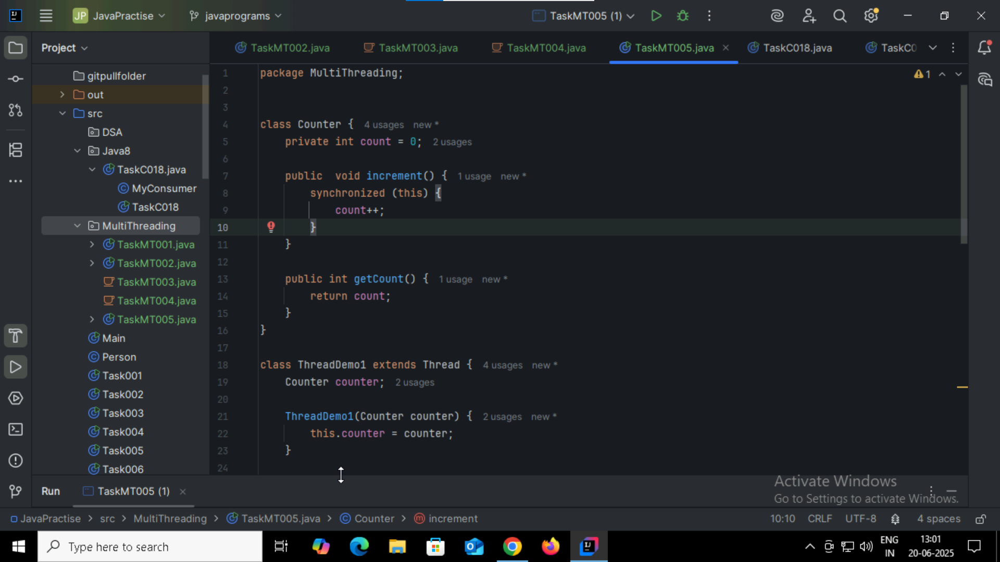 JP JavaPractise javaprograms TaskMT005 (1)
Project
TaskMT002.java TaskMT003.java TaskMT004.java TaskMT005.java TaskC018.java TaskC0
gitpullfolder
out
src
DSA
Java8
TaskC018.java
MyConsumer
TaskC018
MultiThreading
TaskMT001.java
TaskMT002.java
TaskMT003.java
TaskMT004.java
TaskMT005.java
Main
Person
Task001
Task002
Task003
Task004
Task005
Task006
1 package MultiThreading;
1
2
3
4 class Counter { 4 usages new *
5 private int count = 0; 2 usages
6
7 public  void increment() { 1 usage new *
8 synchronized (this) {
9 count++;
10 }
11 }
12
13 public int getCount() { 1 usage new *
14 return count;
15 }
16 }
17
18 class ThreadDemo1 extends Thread { 4 usages new *
19 Counter counter; 2 usages
20
21 ThreadDemo1(Counter counter) { 2 usages new *
22 this.counter = counter;
23 }
24
Activate Windows
Go to Settings to activate Windows.
Run TaskMT005 (1)
JavaPractise > src > MultiThreading > TaskMT005.java > Counter > increment
10:10 CRLF UTF-8 4 spaces
Type here to search
ENG
IN
13:01
20-06-2025